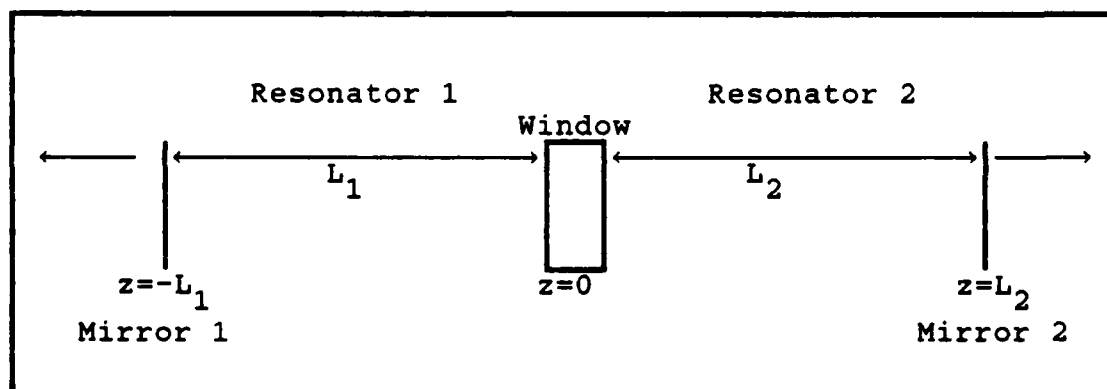 Resonator 1 Resonator 2
Window
L1 L2
z=-L1 z=0 z=L2
Mirror 1 Mirror 2